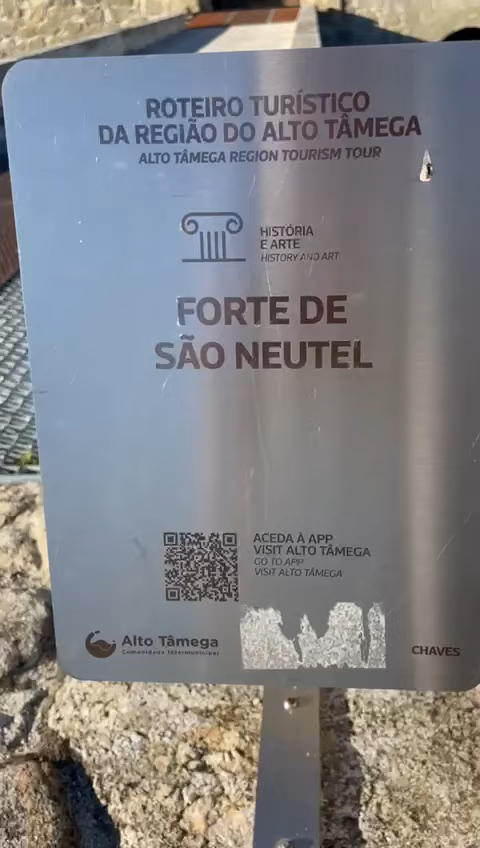 ROTEIRO TURÍSTICO
DA REGIÃO DO ALTO TÂMEGA
ALTO TÂMEGA REGION TOURISM TOUR
HISTÓRIA
E ARTE
HISTORY AND ART
FORTE DE
SÃO NEUTEL
ACEDA À APP
VISIT ALTO TÂMEGA
GO TO APP
VISIT ALTO TÂMEGA
Alto Tâmega
Comunidade Intermunicipal
CHAVES